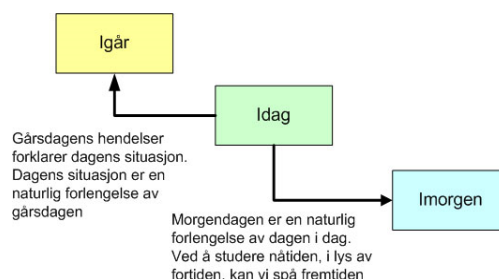 Igår
Idag
Gårsdagens hendelser
forklarer dagens situasjon.
Dagens situasjon er en
naturlig forlengelse av
gårsdagen
Imorgen
Morgendagen er en naturlig
forlengelse av dagen i dag.
Ved å studere nåtiden, i lys av
fortiden, kan vi spå fremtiden